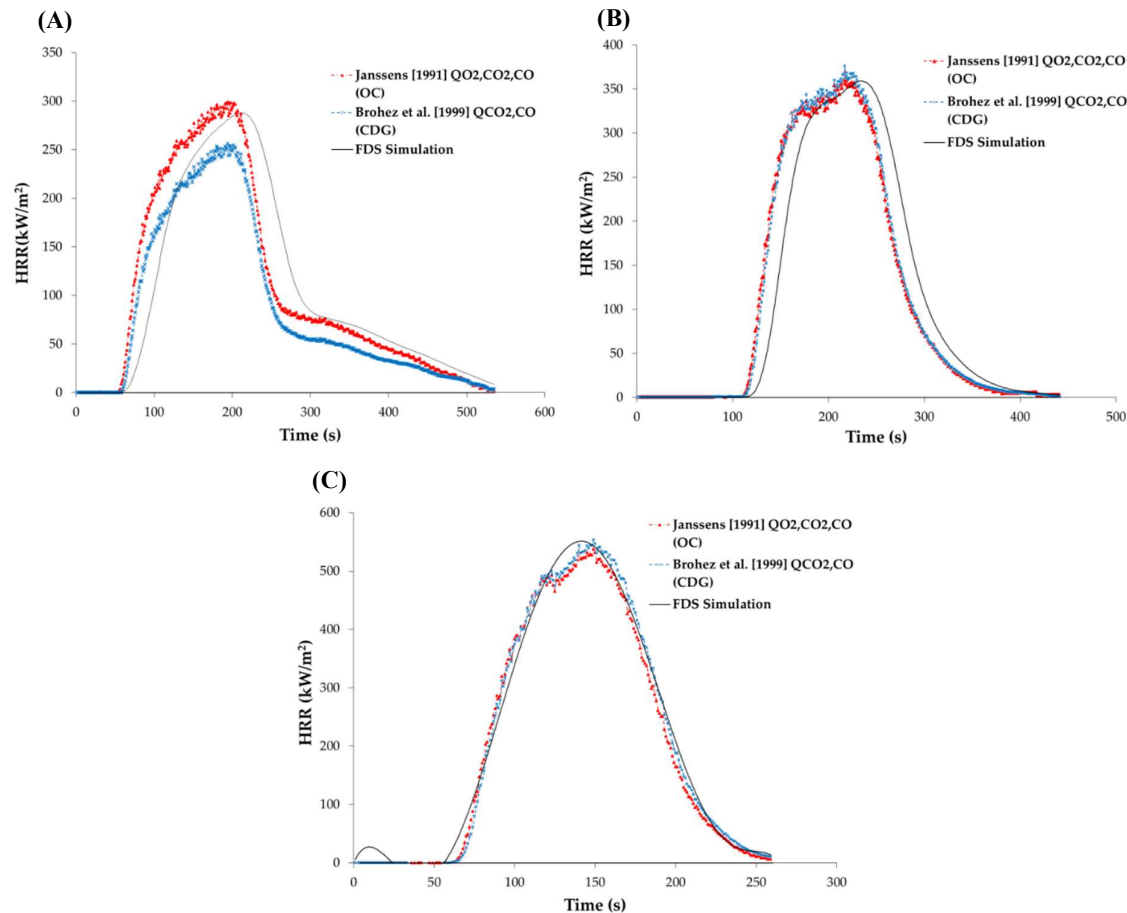 (A)
350
300
250
200
150
100
50
0
HRR(kW/m²)
0 100 200 300 400 500 600
Time (s)
Janssens [1991] QO2,CO2,CO
(OC)
Brohez et al. [1999] QCO2,CO
(CDG)
FDS Simulation
(B)
400
350
300
250
200
150
100
50
0
HRR (kW/m²)
0 100 200 300 400 500
Time (s)
Janssens [1991] QO2,CO2,CO
(OC)
Brohez et al. [1999] QCO2,CO
(CDG)
FDS Simulation
(C)
600
500
400
300
200
100
0
HRR (kW/m²)
0 50 100 150 200 250 300
Time (s)
Janssens [1991] QO2,CO2,CO
(OC)
Brohez et al. [1999] QCO2,CO
(CDG)
FDS Simulation